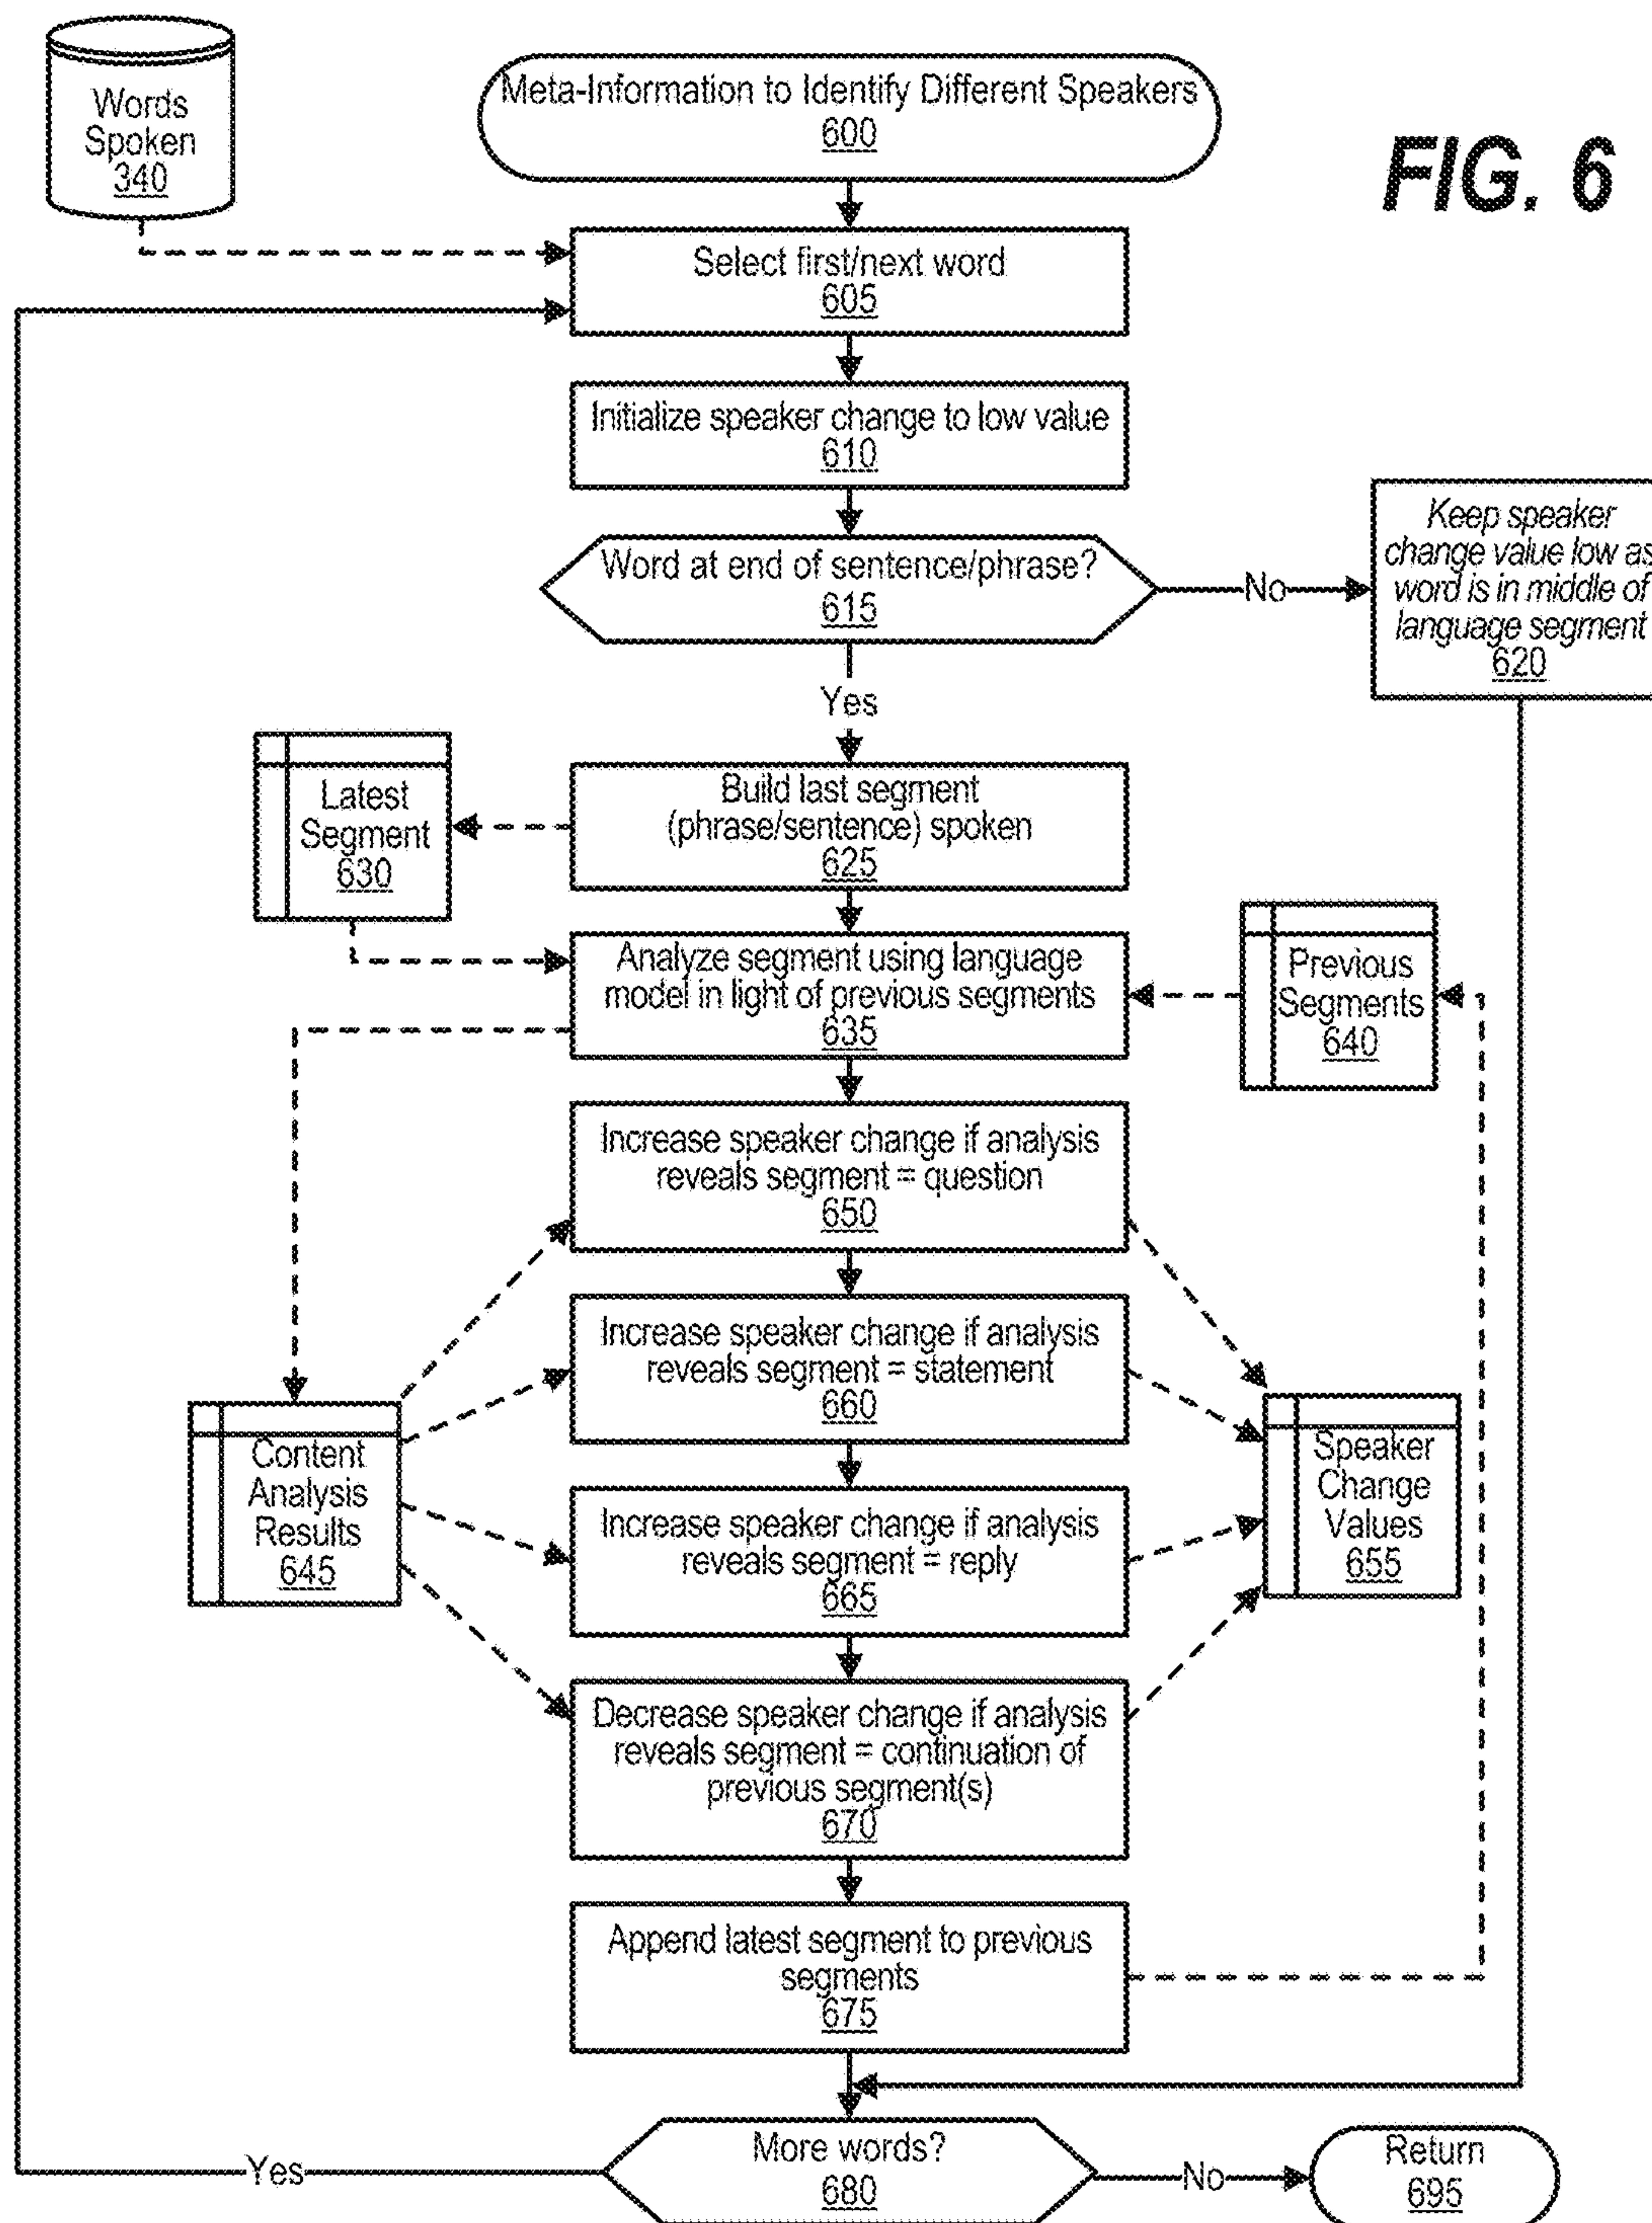 Words
Spoken
340
Meta-Information to Identify Different Speakers
600
FIG. 6
Select first/next word
605
Initialize speaker change to low value
610
Word at end of sentence/phrase?
615
No
Keep speaker
change value low as
word is in middle of
language segment
620
Yes
Latest
Segment
630
Build last segment
(phrase/sentence) spoken
625
Analyze segment using language
model in light of previous segments
635
Previous
Segments
640
Increase speaker change if analysis
reveals segment = question
650
Increase speaker change if analysis
reveals segment = statement
660
Content
Analysis
Results
645
Speaker
Change
Values
655
Increase speaker change if analysis
reveals segment = reply
665
Decrease speaker change if analysis
reveals segment = continuation of
previous segment(s)
670
Append latest segment to previous
segments
675
Yes
More words?
680
No
Return
695